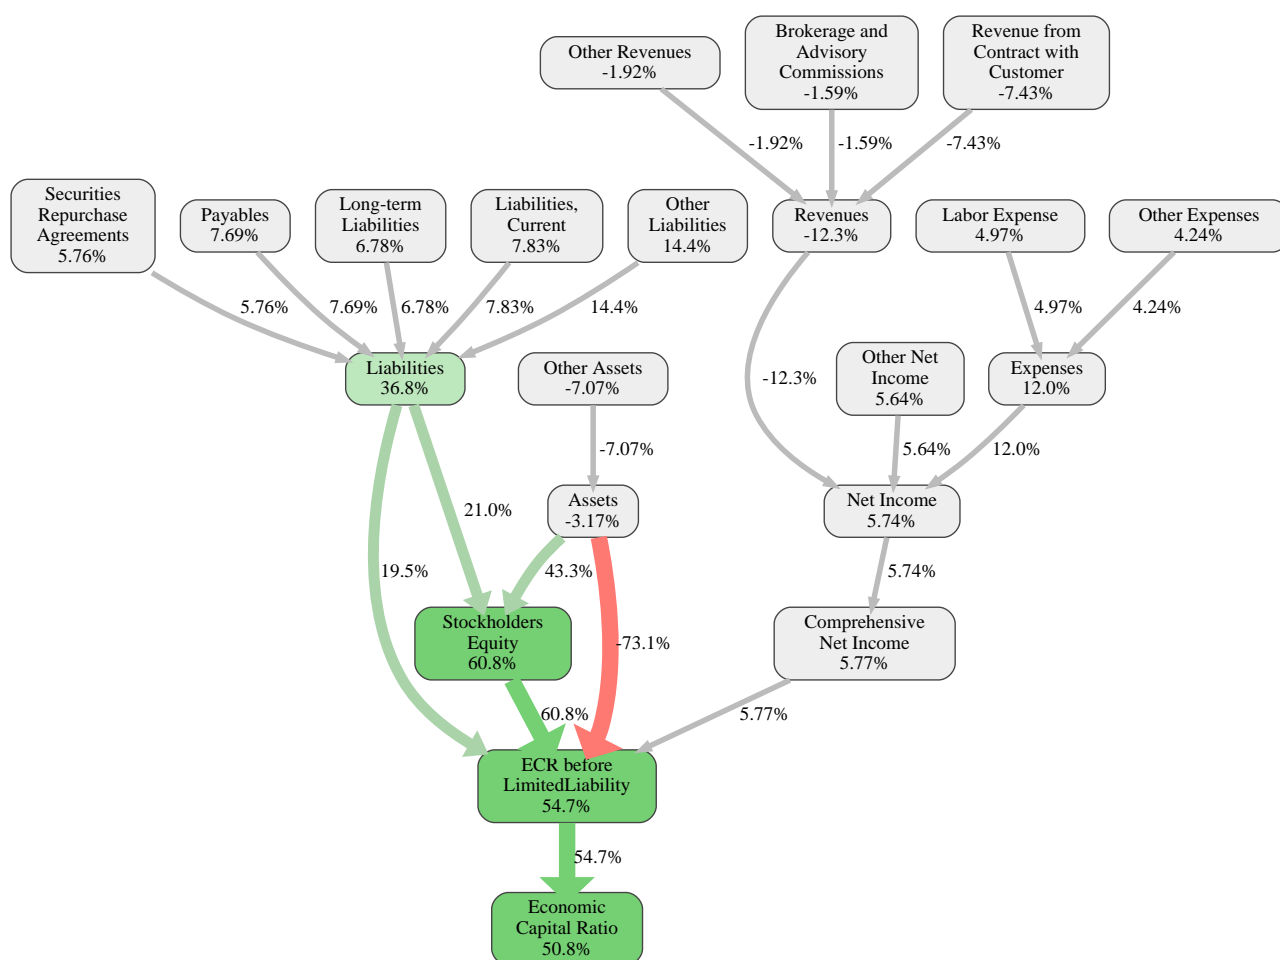 Other Revenues
-1.92%
Brokerage and
Advisory
Commissions
-1.59%
Revenue from
Contract with
Customer
-7.43%
-1.92%
-1.59%
-7.43%
Securities
Repurchase
Agreements
5.76%
Payables
7.69%
Long-term
Liabilities
6.78%
Liabilities,
Current
7.83%
Other
Liabilities
14.4%
Revenues
-12.3%
Labor Expense
4.97%
Other Expenses
4.24%
5.76%
7.69%
6.78%
7.83%
14.4%
4.97%
4.24%
Liabilities
36.8%
Other Assets
-7.07%
-12.3%
Other Net
Income
5.64%
Expenses
12.0%
-7.07%
5.64%
12.0%
21.0%
Assets
-3.17%
Net Income
5.74%
19.5%
43.3%
5.74%
Stockholders
Equity
60.8%
-73.1%
Comprehensive
Net Income
5.77%
60.8%
5.77%
ECR before
LimitedLiability
54.7%
54.7%
Economic
Capital Ratio
50.8%